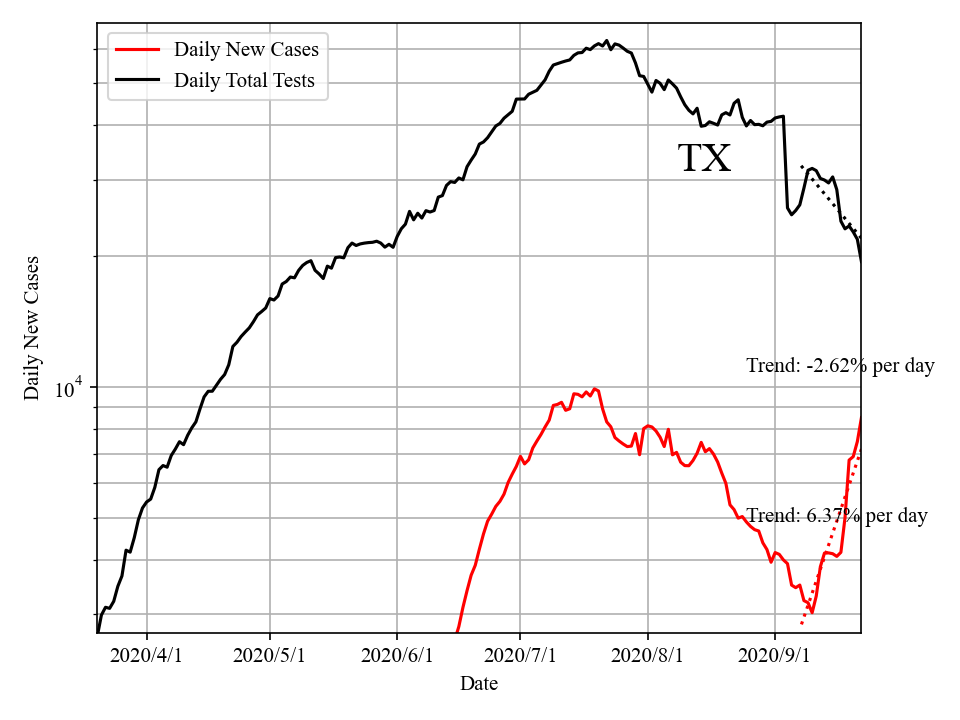 Daily New Cases
Daily Total Tests
TX
Daily New Cases
10^4
Trend: -2.62% per day
Trend: 6.37% per day
2020/4/1
2020/5/1
2020/6/1
2020/7/1
2020/8/1
2020/9/1
Date